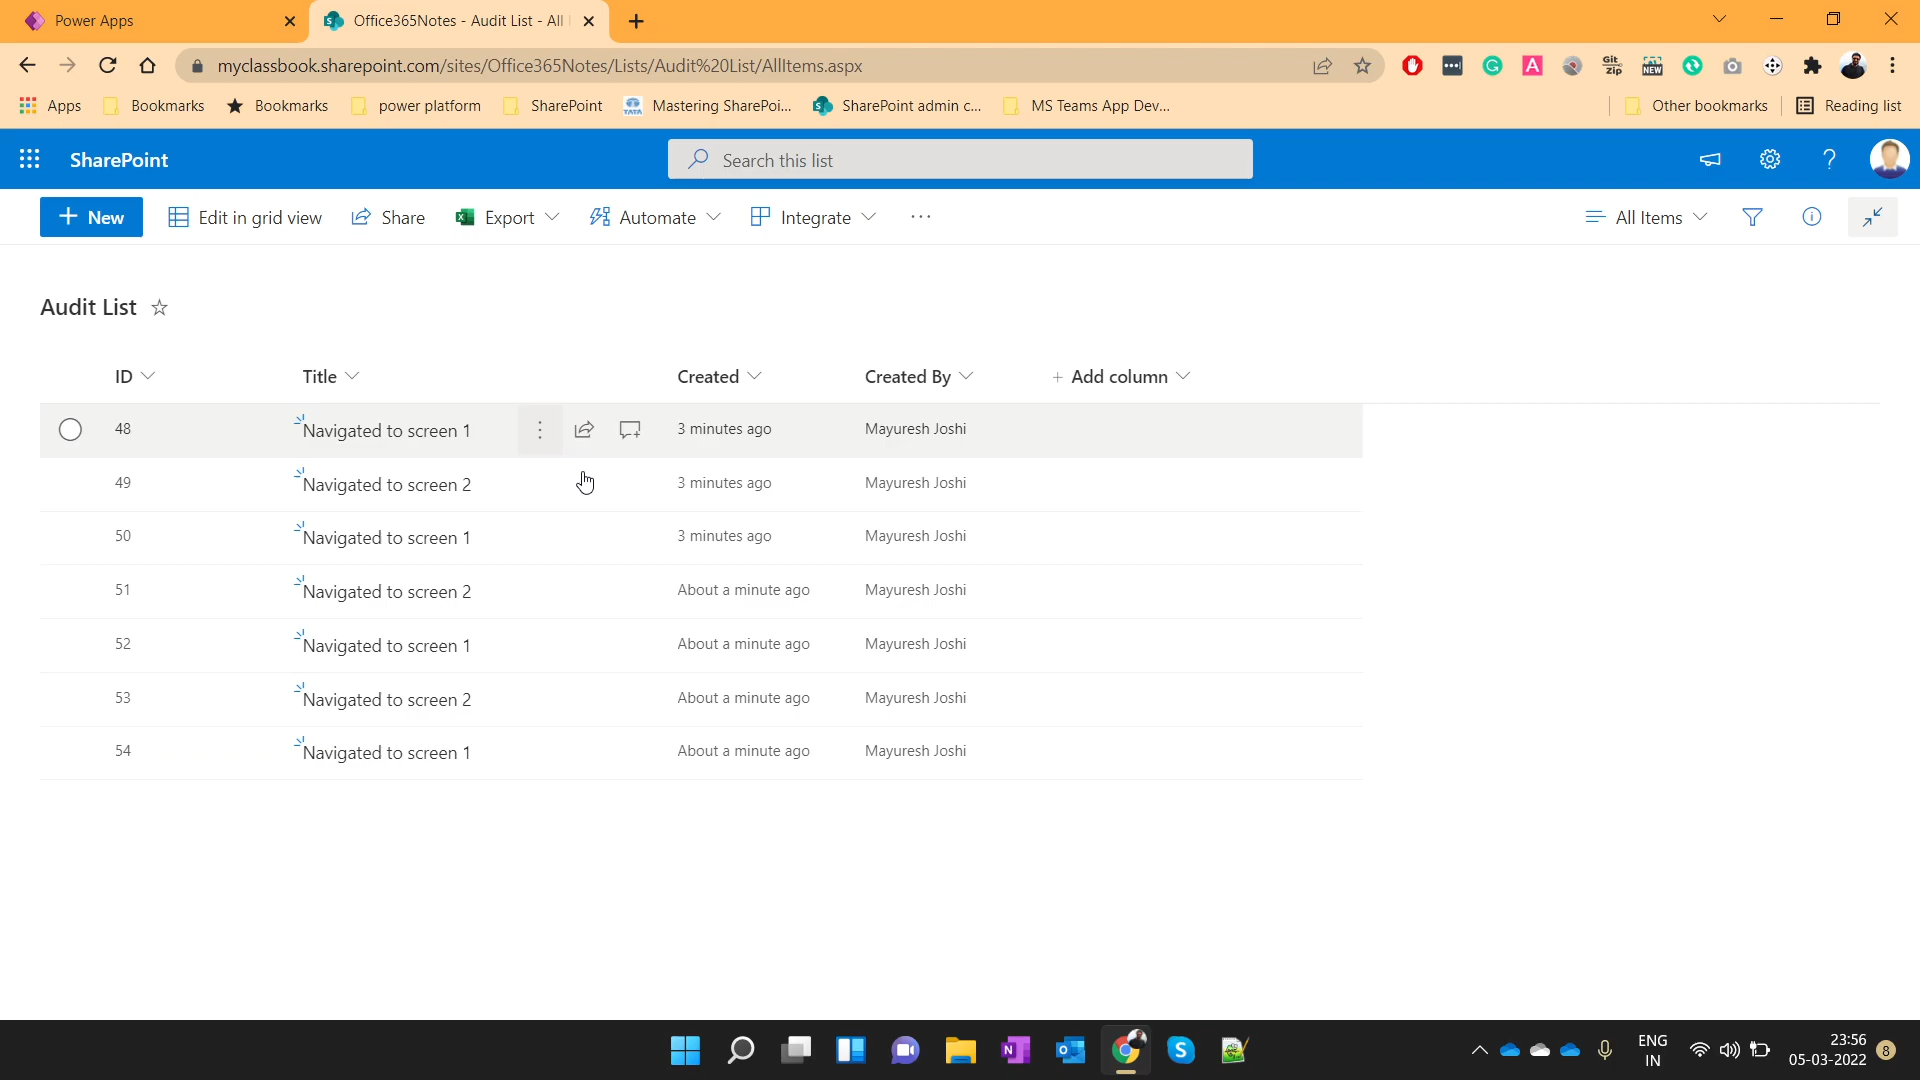 Power Apps
Office365Notes - Audit List - All
myclassbook.sharepoint.com/sites/Office365Notes/Lists/Audit%20List/AllItems.aspx
A
Git zip
NEW
Apps Bookmarks Bookmarks power platform SharePoint Mastering SharePoi... SharePoint admin c... MS Teams App Dev... Other bookmarks Reading list
SharePoint
Search this list
?
+ New Edit in grid view Share Export Automate Integrate ... All Items
Audit List
ID Title Created Created By + Add column
48 Navigated to screen 1 3 minutes ago Mayuresh Joshi
49 Navigated to screen 2 3 minutes ago Mayuresh Joshi
50 Navigated to screen 1 3 minutes ago Mayuresh Joshi
51 Navigated to screen 2 About a minute ago Mayuresh Joshi
52 Navigated to screen 1 About a minute ago Mayuresh Joshi
53 Navigated to screen 2 About a minute ago Mayuresh Joshi
54 Navigated to screen 1 About a minute ago Mayuresh Joshi
ENG 23:56
IN 05-03-2022 8